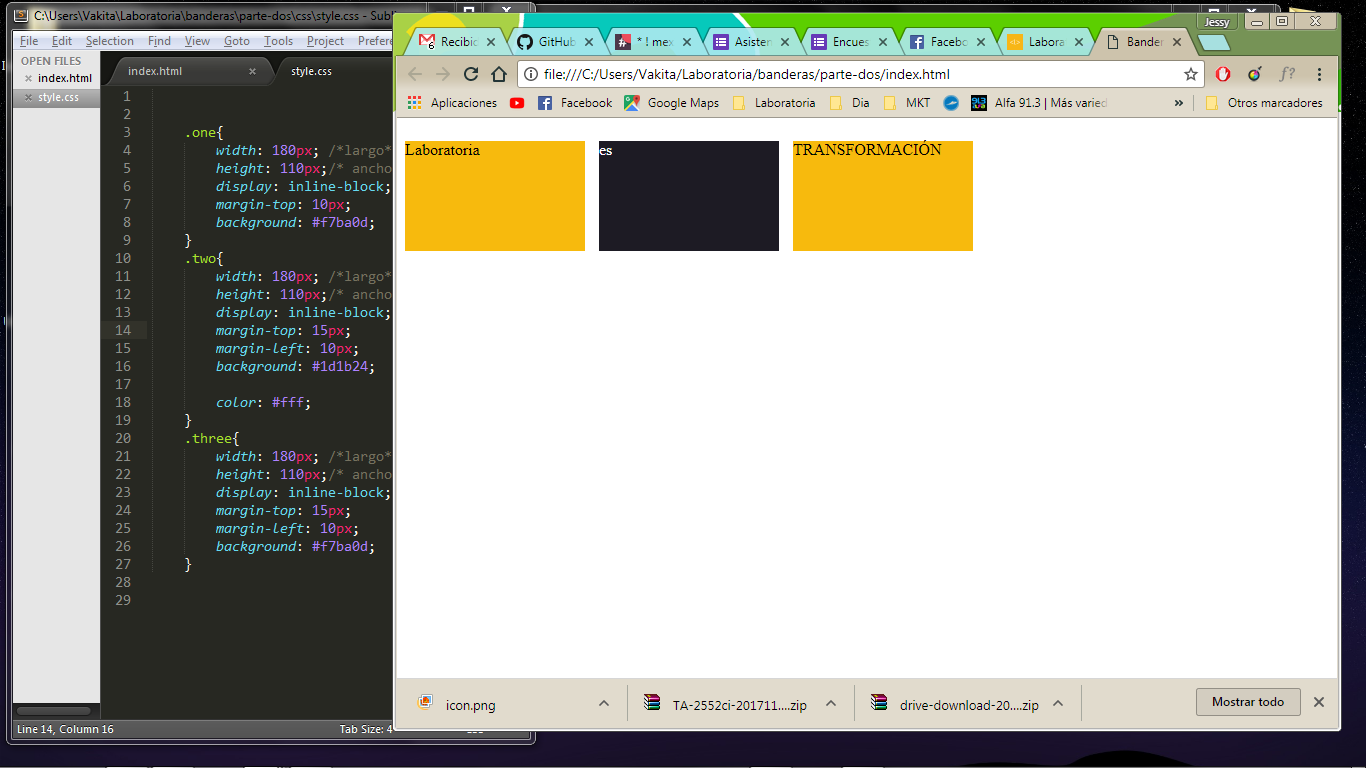 C:\Users\Vakita\Laboratoria\banderas\parte-dos\css\style.css - Subl
File Edit Selection Find View Goto Tools Project Prefere
OPEN FILES
index.html
style.css
index.html style.css
1
2
3 .one{
4 width: 180px; /*largo*
5 height: 110px;/* ancho
6 display: inline-block;
7 margin-top: 10px;
8 background: #f7ba0d;
9 }
10 .two{
11 width: 180px; /*largo*
12 height: 110px;/* ancho
13 display: inline-block;
14 margin-top: 15px;
15 margin-left: 10px;
16 background: #1d1b24;
17
18 color: #fff;
19 }
20 .three{
21 width: 180px; /*largo*
22 height: 110px;/* ancho
23 display: inline-block;
24 margin-top: 15px;
25 margin-left: 10px;
26 background: #f7ba0d;
27 }
28
29
Line 14, Column 16 Tab Size: 4
Jessy
Recibic GitHub * ! mex Asisten Encues Facebo Labora Bander
file:///C:/Users/Vakita/Laboratoria/banderas/parte-dos/index.html
f?
Aplicaciones Facebook Google Maps Laboratoria Dia MKT Alfa 91.3 | Más varied » Otros marcadores
Laboratoria es TRANSFORMACIÓN
icon.png TA-2552ci-201711....zip drive-download-20....zip Mostrar todo